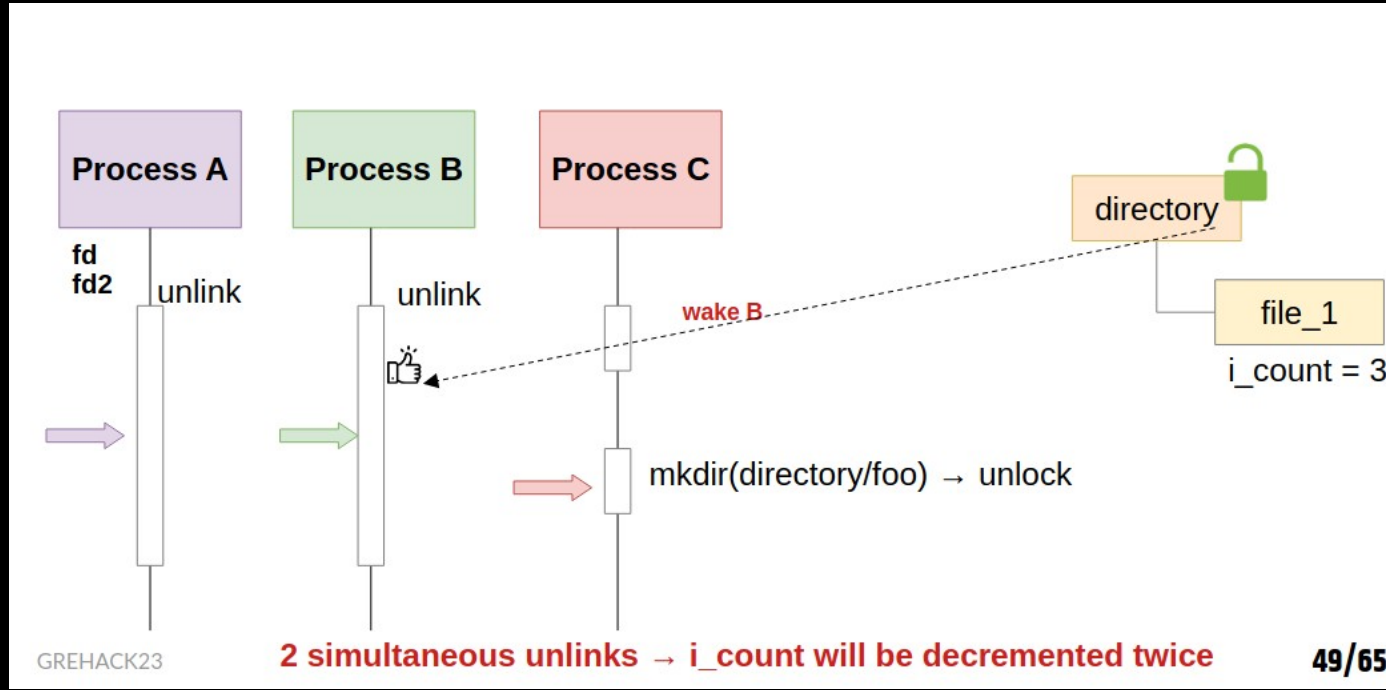 Process A
Process B
Process C
directory
fd
fd2
unlink
unlink
wake B
file_1
i_count = 3
mkdir(directory/foo) → unlock
GREHACK23
2 simultaneous unlinks → i_count will be decremented twice
49/65